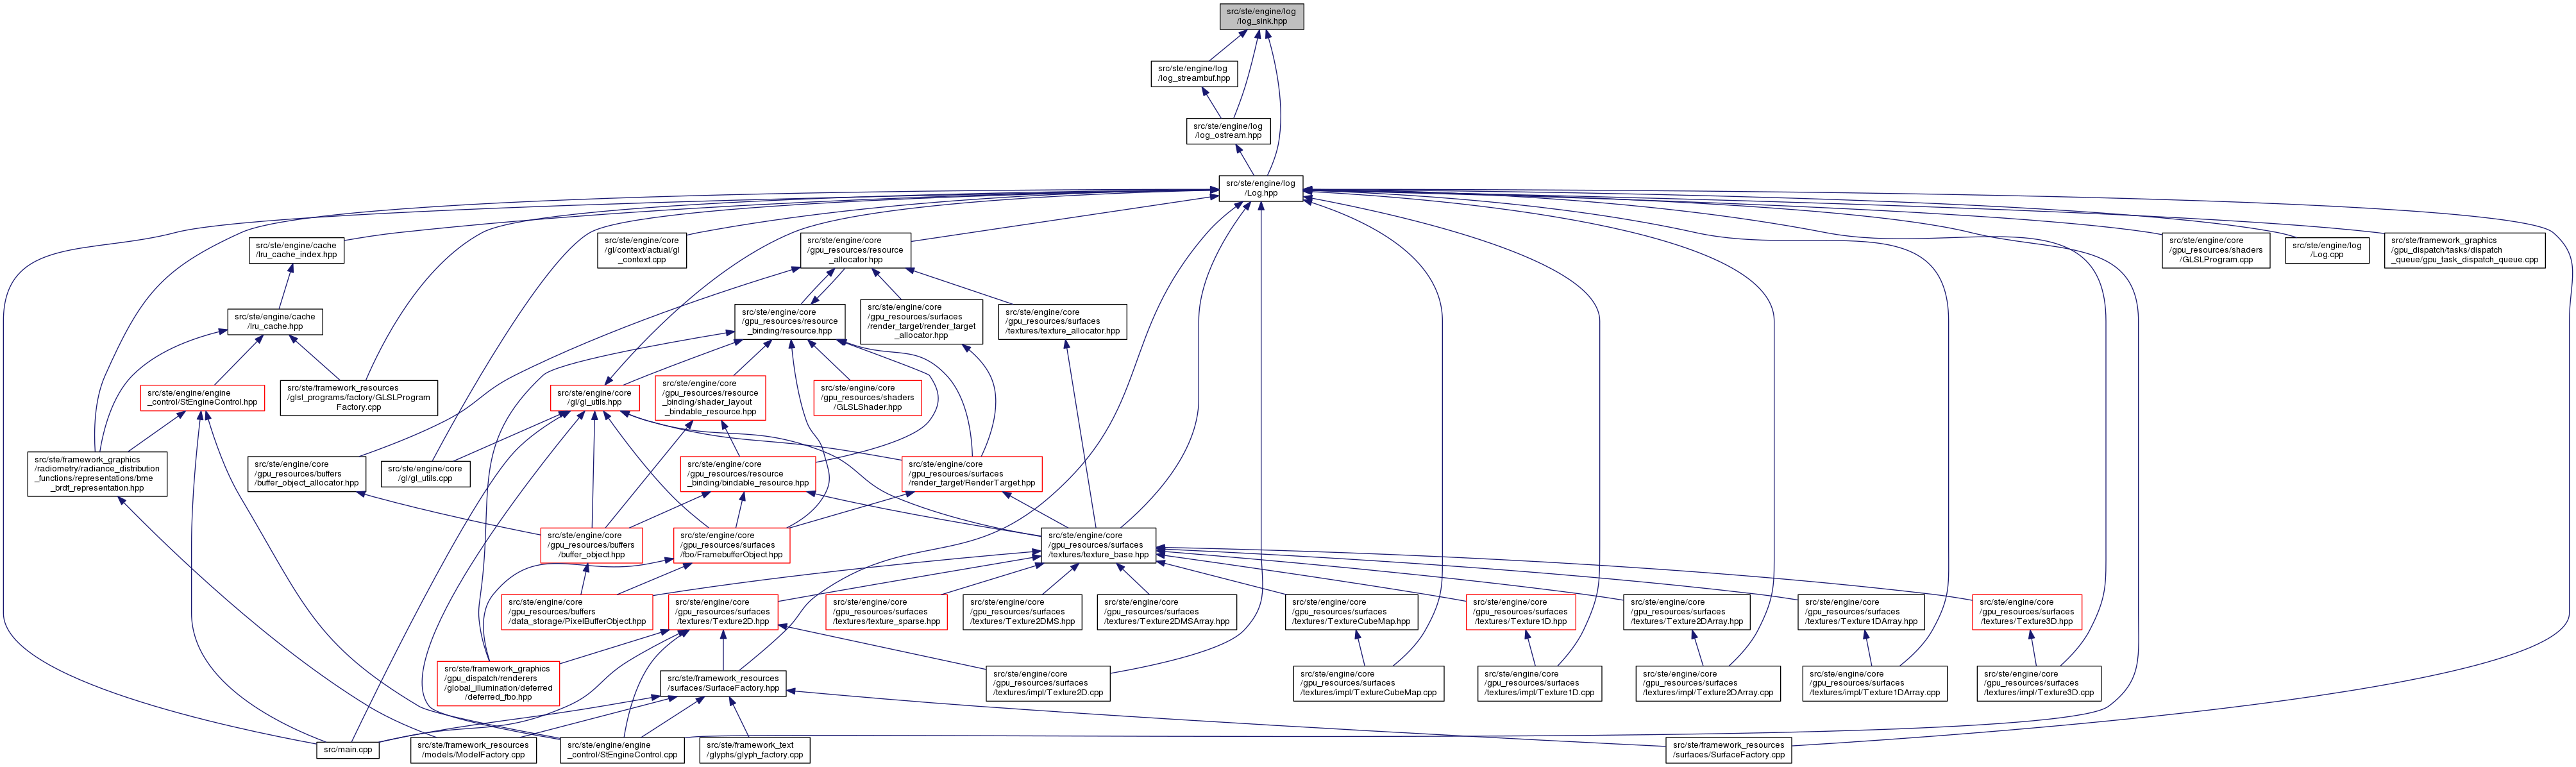 src/ste/engine/log
/log_sink.hpp
src/ste/engine/log
/log_streambuf.hpp
src/ste/engine/log
/log_ostream.hpp
src/ste/engine/log
/Log.hpp
src/ste/engine/cache
/lru_cache_index.hpp
src/ste/engine/core
/gl/context/actual/gl
_context.cpp
src/ste/engine/core
/gpu_resources/resource
_allocator.hpp
src/ste/engine/core
/gpu_resources/shaders
/GLSLProgram.cpp
src/ste/engine/log
/Log.cpp
src/ste/framework_graphics
/gpu_dispatch/tasks/dispatch
_queue/gpu_task_dispatch_queue.cpp
src/ste/engine/cache
/lru_cache.hpp
src/ste/engine/core
/gpu_resources/resource
_binding/resource.hpp
src/ste/engine/core
/gpu_resources/surfaces
/render_target/render_target
_allocator.hpp
src/ste/engine/core
/gpu_resources/surfaces
/textures/texture_allocator.hpp
src/ste/engine/engine
_control/StEngineControl.hpp
src/ste/framework_resources
/glsl_programs/factory/GLSLProgram
Factory.cpp
src/ste/engine/core
/gl/gl_utils.hpp
src/ste/engine/core
/gpu_resources/resource
_binding/shader_layout
_bindable_resource.hpp
src/ste/engine/core
/gpu_resources/shaders
/GLSLShader.hpp
src/ste/framework_graphics
/radiometry/radiance_distribution
_functions/representations/bme
_brdf_representation.hpp
src/ste/engine/core
/gpu_resources/buffers
/buffer_object_allocator.hpp
src/ste/engine/core
/gl/gl_utils.cpp
src/ste/engine/core
/gpu_resources/resource
_binding/bindable_resource.hpp
src/ste/engine/core
/gpu_resources/surfaces
/render_target/RenderTarget.hpp
src/ste/engine/core
/gpu_resources/buffers
/buffer_object.hpp
src/ste/engine/core
/gpu_resources/surfaces
/fbo/FramebufferObject.hpp
src/ste/engine/core
/gpu_resources/surfaces
/textures/texture_base.hpp
src/ste/engine/core
/gpu_resources/buffers
/data_storage/PixelBufferObject.hpp
src/ste/engine/core
/gpu_resources/surfaces
/textures/Texture2D.hpp
src/ste/engine/core
/gpu_resources/surfaces
/textures/texture_sparse.hpp
src/ste/engine/core
/gpu_resources/surfaces
/textures/Texture2DMS.hpp
src/ste/engine/core
/gpu_resources/surfaces
/textures/Texture2DMSArray.hpp
src/ste/engine/core
/gpu_resources/surfaces
/textures/TextureCubeMap.hpp
src/ste/engine/core
/gpu_resources/surfaces
/textures/Texture1D.hpp
src/ste/engine/core
/gpu_resources/surfaces
/textures/Texture2DArray.hpp
src/ste/engine/core
/gpu_resources/surfaces
/textures/Texture1DArray.hpp
src/ste/engine/core
/gpu_resources/surfaces
/textures/Texture3D.hpp
src/ste/framework_graphics
/gpu_dispatch/renderers
/global_illumination/deferred
/deferred_fbo.hpp
src/ste/framework_resources
/surfaces/SurfaceFactory.hpp
src/ste/engine/core
/gpu_resources/surfaces
/textures/impl/Texture2D.cpp
src/ste/engine/core
/gpu_resources/surfaces
/textures/impl/TextureCubeMap.cpp
src/ste/engine/core
/gpu_resources/surfaces
/textures/impl/Texture1D.cpp
src/ste/engine/core
/gpu_resources/surfaces
/textures/impl/Texture2DArray.cpp
src/ste/engine/core
/gpu_resources/surfaces
/textures/impl/Texture1DArray.cpp
src/ste/engine/core
/gpu_resources/surfaces
/textures/impl/Texture3D.cpp
src/main.cpp
src/ste/framework_resources
/models/ModelFactory.cpp
src/ste/engine/engine
_control/StEngineControl.cpp
src/ste/framework_text
/glyphs/glyph_factory.cpp
src/ste/framework_resources
/surfaces/SurfaceFactory.cpp